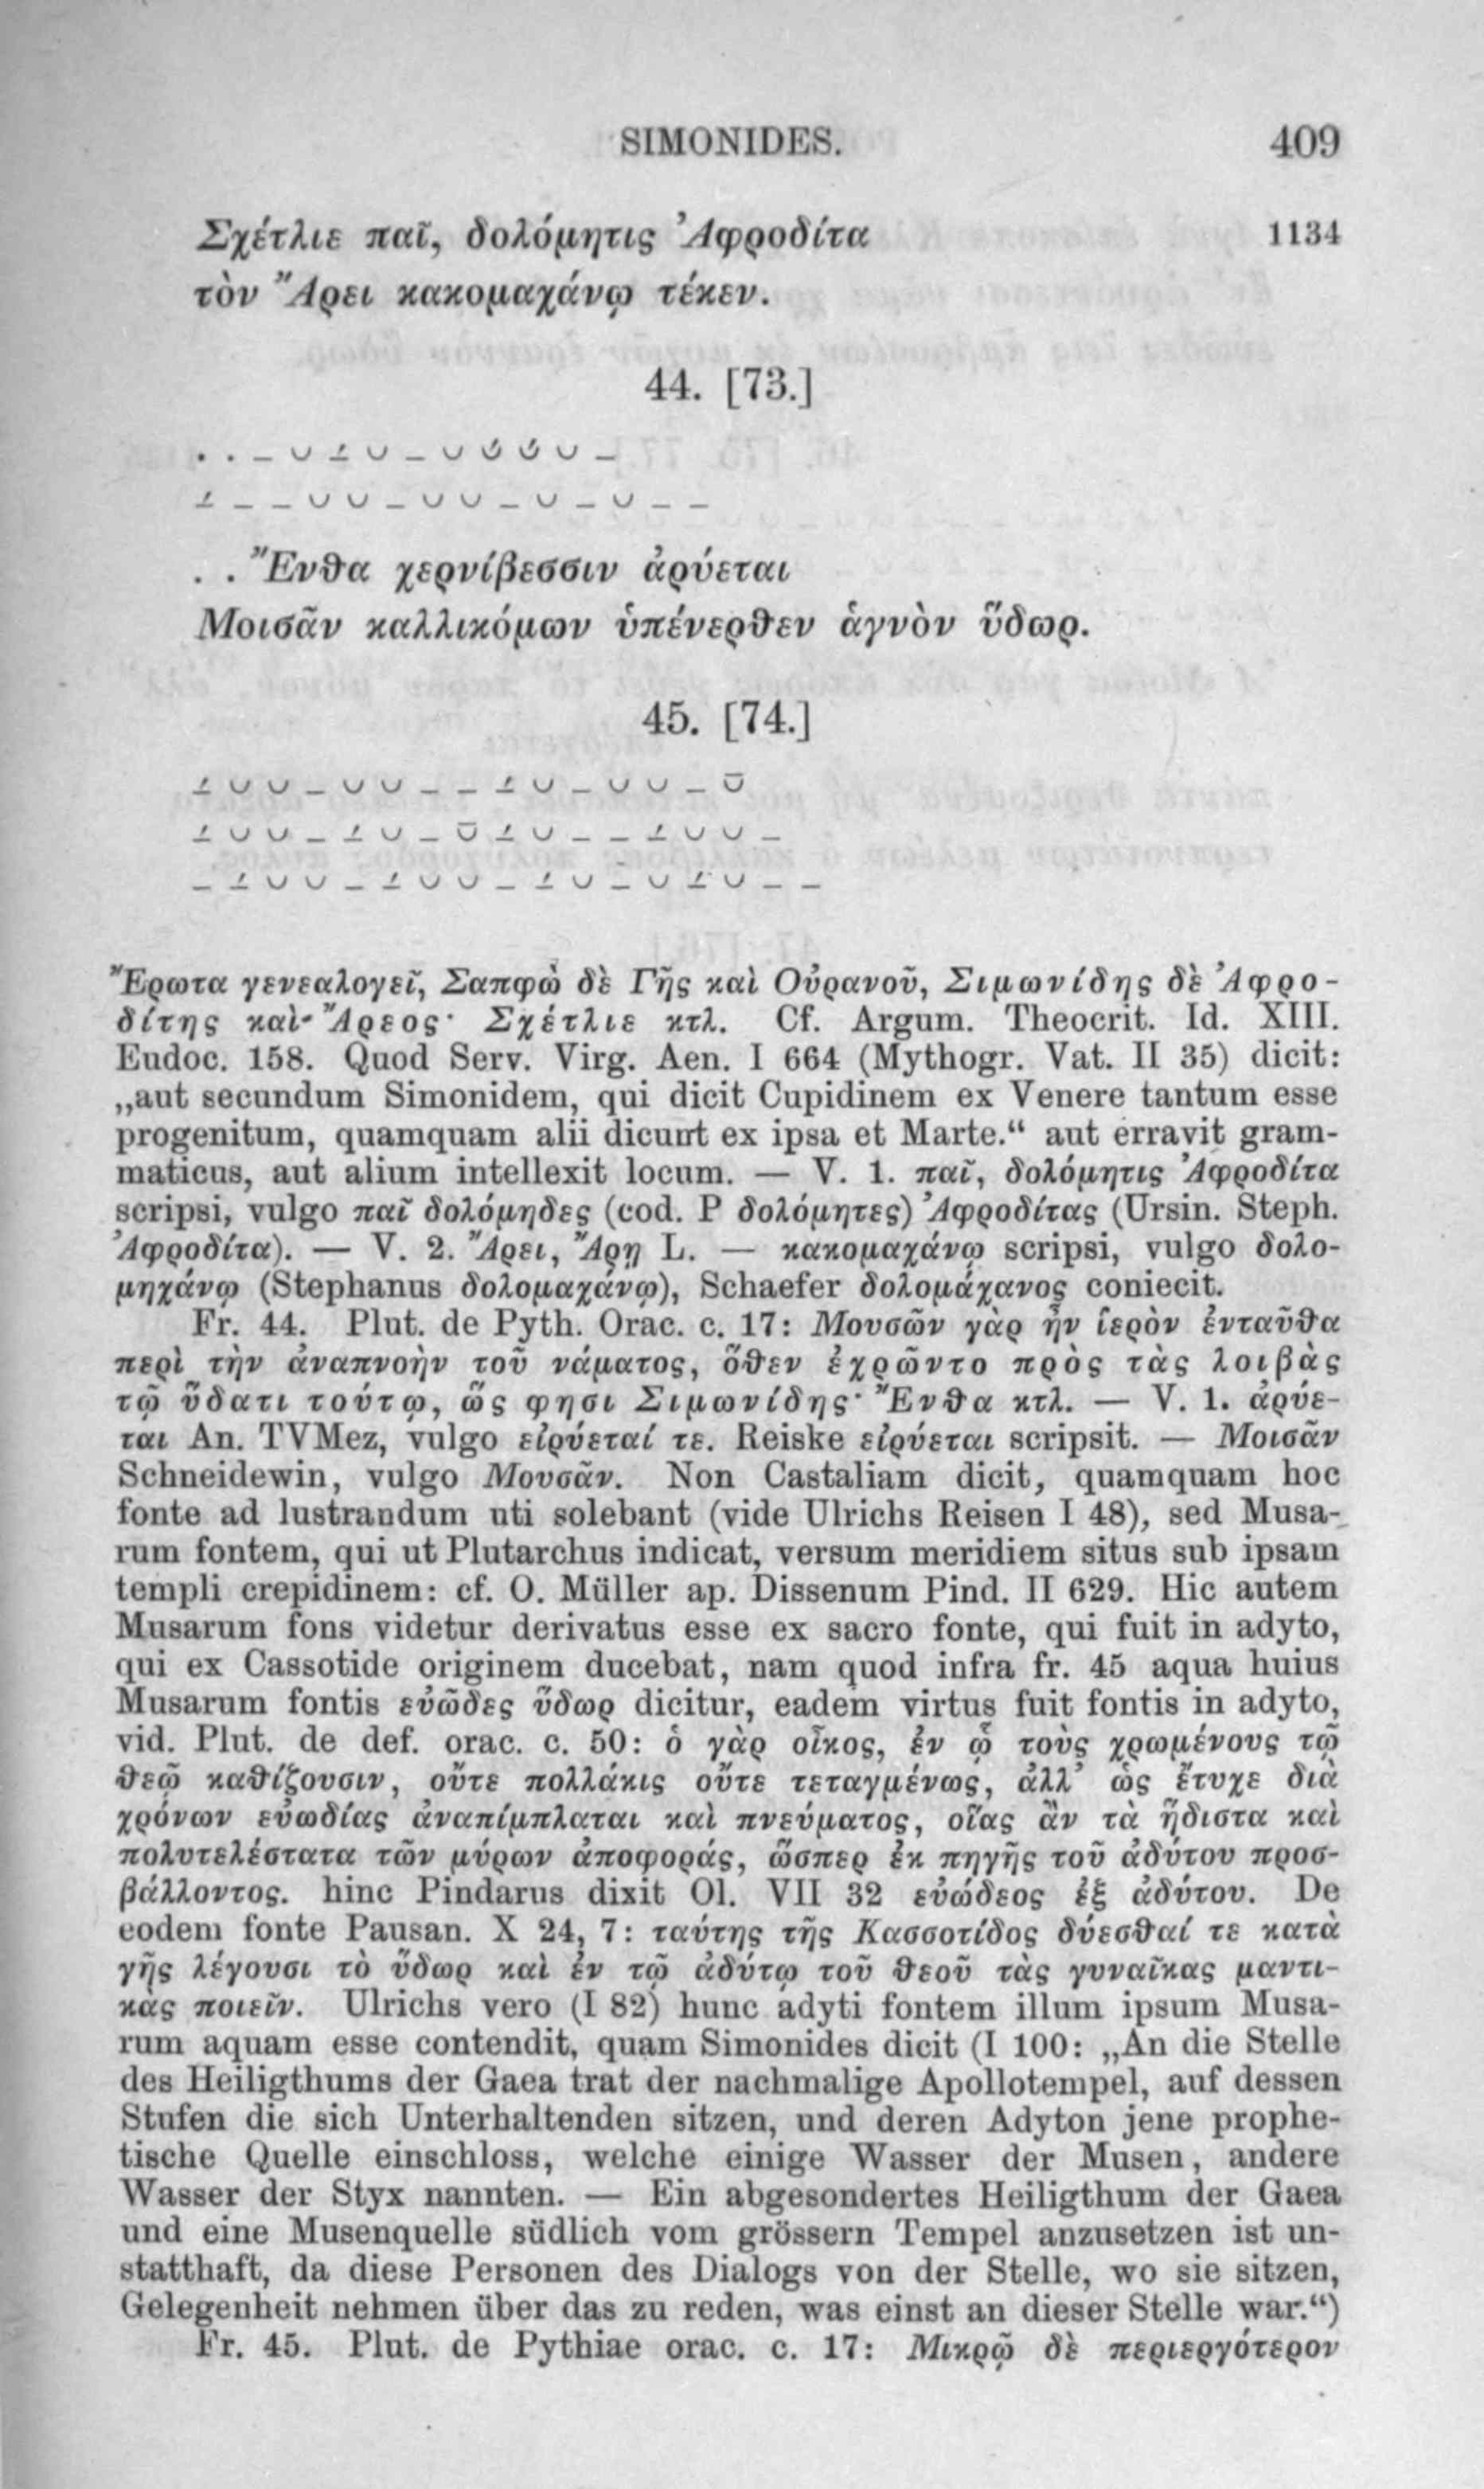 SIMONIDES. 409
Σχέτλιε παῖ, δολόμητις Ἀφροδίτα 1134
τὸν Ἄρει κακομαχάνῳ τέκεν.
44. [73.]
. . _ ∪ ⊥́ ∪ _ ∪ ∪́ ∪́ ∪ _
⊥́ _ _ ∪ ∪ _ ∪ ∪ _ ∪ _ ∪ _ _
. . Ἔνθα χερνίβεσσιν ἀρύεται
Μοισᾶν καλλικόμων ὑπένερθεν ἁγνὸν ὕδωρ.
45. [74.]
⊥́ ∪ ∪ _ ∪ ∪ _ _ ⊥́ ∪ _ ∪ ∪ _ ∪̅
⊥́ ∪ ∪ _ ⊥́ ∪ _ ∪̅ ⊥́ ∪ _ _ ⊥́ ∪ ∪ _
_ ⊥́ ∪ ∪ _ ⊥́ ∪ ∪ _ ⊥́ ∪ _ ∪ ⊥́ ∪ _ _
Ἔρωτα γενεαλογεῖ, Σαπφὼ δὲ Γῆς καὶ Οὐρανοῦ, Σιμωνίδης δὲ Ἀφρο-
δίτης καὶ Ἄρεος· Σχέτλιε κτλ. Cf. Argum. Theocrit. Id. XIII.
Eudoc. 158. Quod Serv. Virg. Aen. I 664 (Mythogr. Vat. II 35) dicit:
„aut secundum Simonidem, qui dicit Cupidinem ex Venere tantum esse
progenitum, quamquam alii dicunt ex ipsa et Marte.“ aut erravit gram-
maticus, aut alium intellexit locum. — V. 1. παῖ, δολόμητις Ἀφροδίτα
scripsi, vulgo παῖ δολόμηδες (cod. P δολόμητες) Ἀφροδίτας (Ursin. Steph.
Ἀφροδίτα). — V. 2. Ἄρει, Ἄρῃ L. — κακομαχάνῳ scripsi, vulgo δολο-
μηχάνῳ (Stephanus δολομαχάνῳ), Schaefer δολομάχανος coniecit.
Fr. 44. Plut. de Pyth. Orac. c. 17: Μουσῶν γὰρ ἦν ἱερὸν ἐνταῦθα
περὶ τὴν ἀναπνοὴν τοῦ νάματος, ὅθεν ἐχρῶντο πρὸς τὰς λοιβὰς
τῷ ὕδατι τούτῳ, ὥς φησι Σιμωνίδης· Ἔνθα κτλ. — V. 1. ἀρύε-
ται An. TVMez, vulgo εἰρύεταί τε. Reiske εἰρύεται scripsit. — Μοισᾶν
Schneidewin, vulgo Μουσᾶν. Non Castaliam dicit, quamquam hoc
fonte ad lustrandum uti solebant (vide Ulrichs Reisen I 48), sed Musa-
rum fontem, qui ut Plutarchus indicat, versum meridiem situs sub ipsam
templi crepidinem: cf. O. Müller ap. Dissenum Pind. II 629. Hic autem
Musarum fons videtur derivatus esse ex sacro fonte, qui fuit in adyto,
qui ex Cassotide originem ducebat, nam quod infra fr. 45 aqua huius
Musarum fontis εὐῶδες ὕδωρ dicitur, eadem virtus fuit fontis in adyto,
vid. Plut. de def. orac. c. 50: ὁ γὰρ οἶκος, ἐν ᾧ τοὺς χρωμένους τῷ
θεῷ καθίζουσιν, οὔτε πολλάκις οὔτε τεταγμένως, ἀλλ’ ὡς ἔτυχε διὰ
χρόνων εὐωδίας ἀναπίμπλαται καὶ πνεύματος, οἵας ἂν τὰ ἥδιστα καὶ
πολυτελέστατα τῶν μύρων ἀποφοράς, ὥσπερ ἐκ πηγῆς τοῦ ἀδύτου προσ-
βάλλοντος. hinc Pindarus dixit Ol. VII 32 εὐώδεος ἐξ ἀδύτου. De
eodem fonte Pausan. X 24, 7: ταύτης τῆς Κασσοτίδος δύεσθαί τε κατὰ
γῆς λέγουσι τὸ ὕδωρ καὶ ἐν τῷ ἀδύτῳ τοῦ θεοῦ τὰς γυναῖκας μαντι-
κὰς ποιεῖν. Ulrichs vero (I 82) hunc adyti fontem illum ipsum Musa-
rum aquam esse contendit, quam Simonides dicit (I 100: „An die Stelle
des Heiligthums der Gaea trat der nachmalige Apollotempel, auf dessen
Stufen die sich Unterhaltenden sitzen, und deren Adyton jene prophe-
tische Quelle einschloss, welche einige Wasser der Musen, andere
Wasser der Styx nannten. — Ein abgesondertes Heiligthum der Gaea
und eine Musenquelle südlich vom grössern Tempel anzusetzen ist un-
statthaft, da diese Personen des Dialogs von der Stelle, wo sie sitzen,
Gelegenheit nehmen über das zu reden, was einst an dieser Stelle war.“)
Fr. 45. Plut. de Pythiae orac. c. 17: Μικρῷ δὲ περιεργότερον